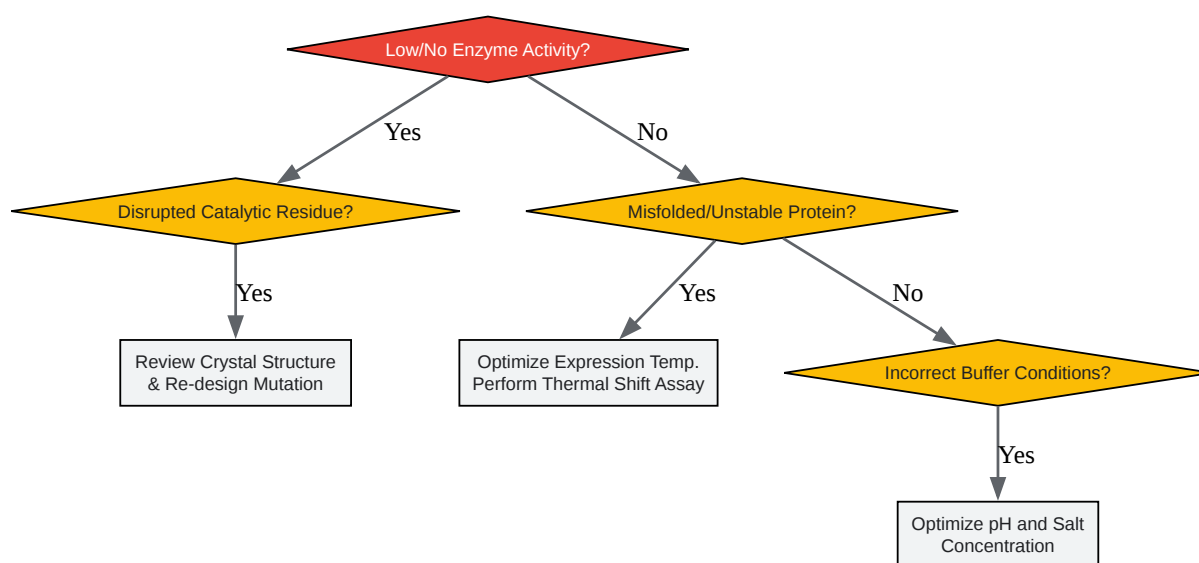 Low/No Enzyme Activity?
Yes
No
Disrupted Catalytic Residue?
Misfolded/Unstable Protein?
Yes
Yes
No
Review Crystal Structure
& Re-design Mutation
Optimize Expression Temp.
Perform Thermal Shift Assay
Incorrect Buffer Conditions?
Yes
Optimize pH and Salt
Concentration